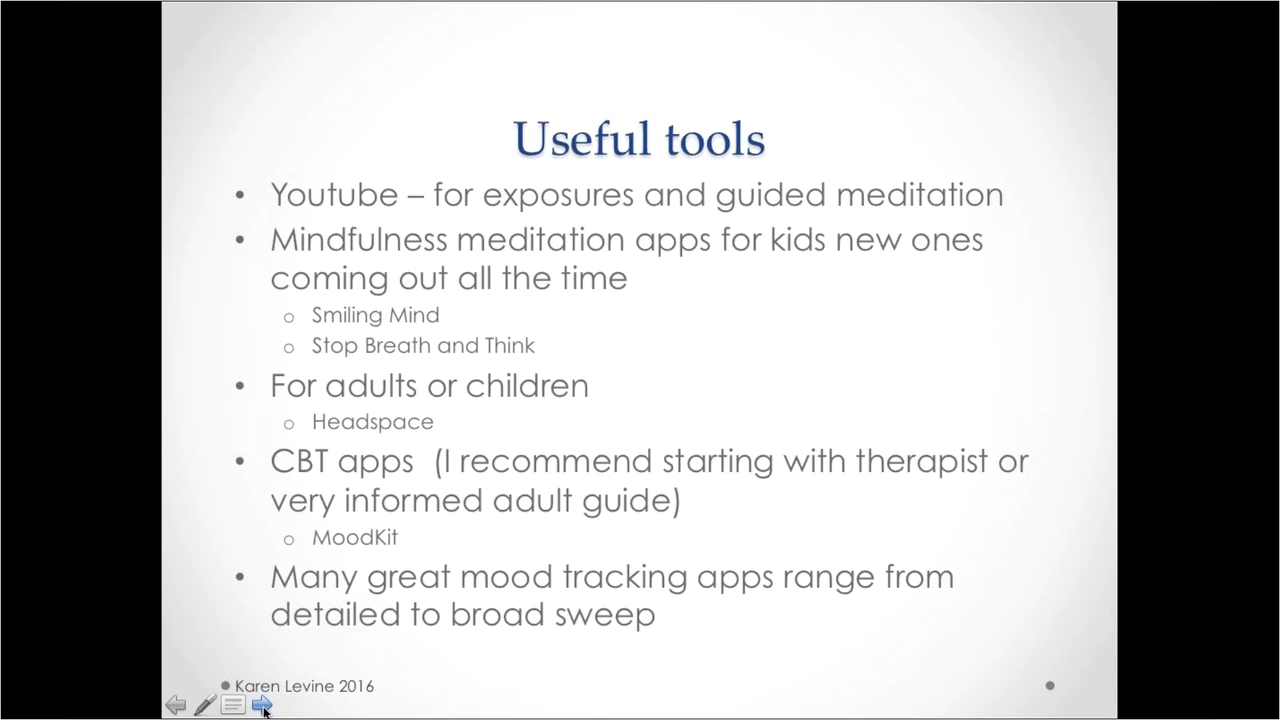 Useful tools
• Youtube – for exposures and guided meditation
• Mindfulness meditation apps for kids new ones
coming out all the time
o Smiling Mind
o Stop Breath and Think
• For adults or children
o Headspace
• CBT apps  (I recommend starting with therapist or
very informed adult guide)
o MoodKit
• Many great mood tracking apps range from
detailed to broad sweep
Karen Levine 2016